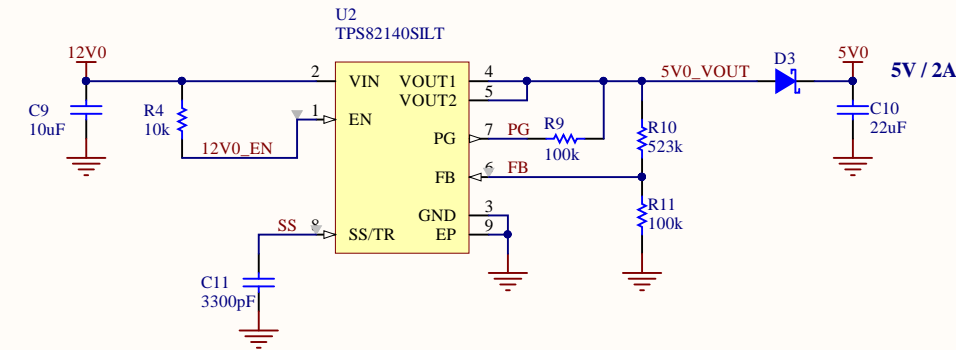 U2
TPS82140SILT
12V0
C9
10uF
R4
10k
12V0_EN
2
VIN
1
EN
VOUT1
4
VOUT2
5
PG
7
PG
R9
100k
FB
6
FB
GND
3
EP
9
SS
8
SS/TR
C11
3300pF
5V0_VOUT
R10
523k
R11
100k
D3
5V0
C10
22uF
5V / 2A